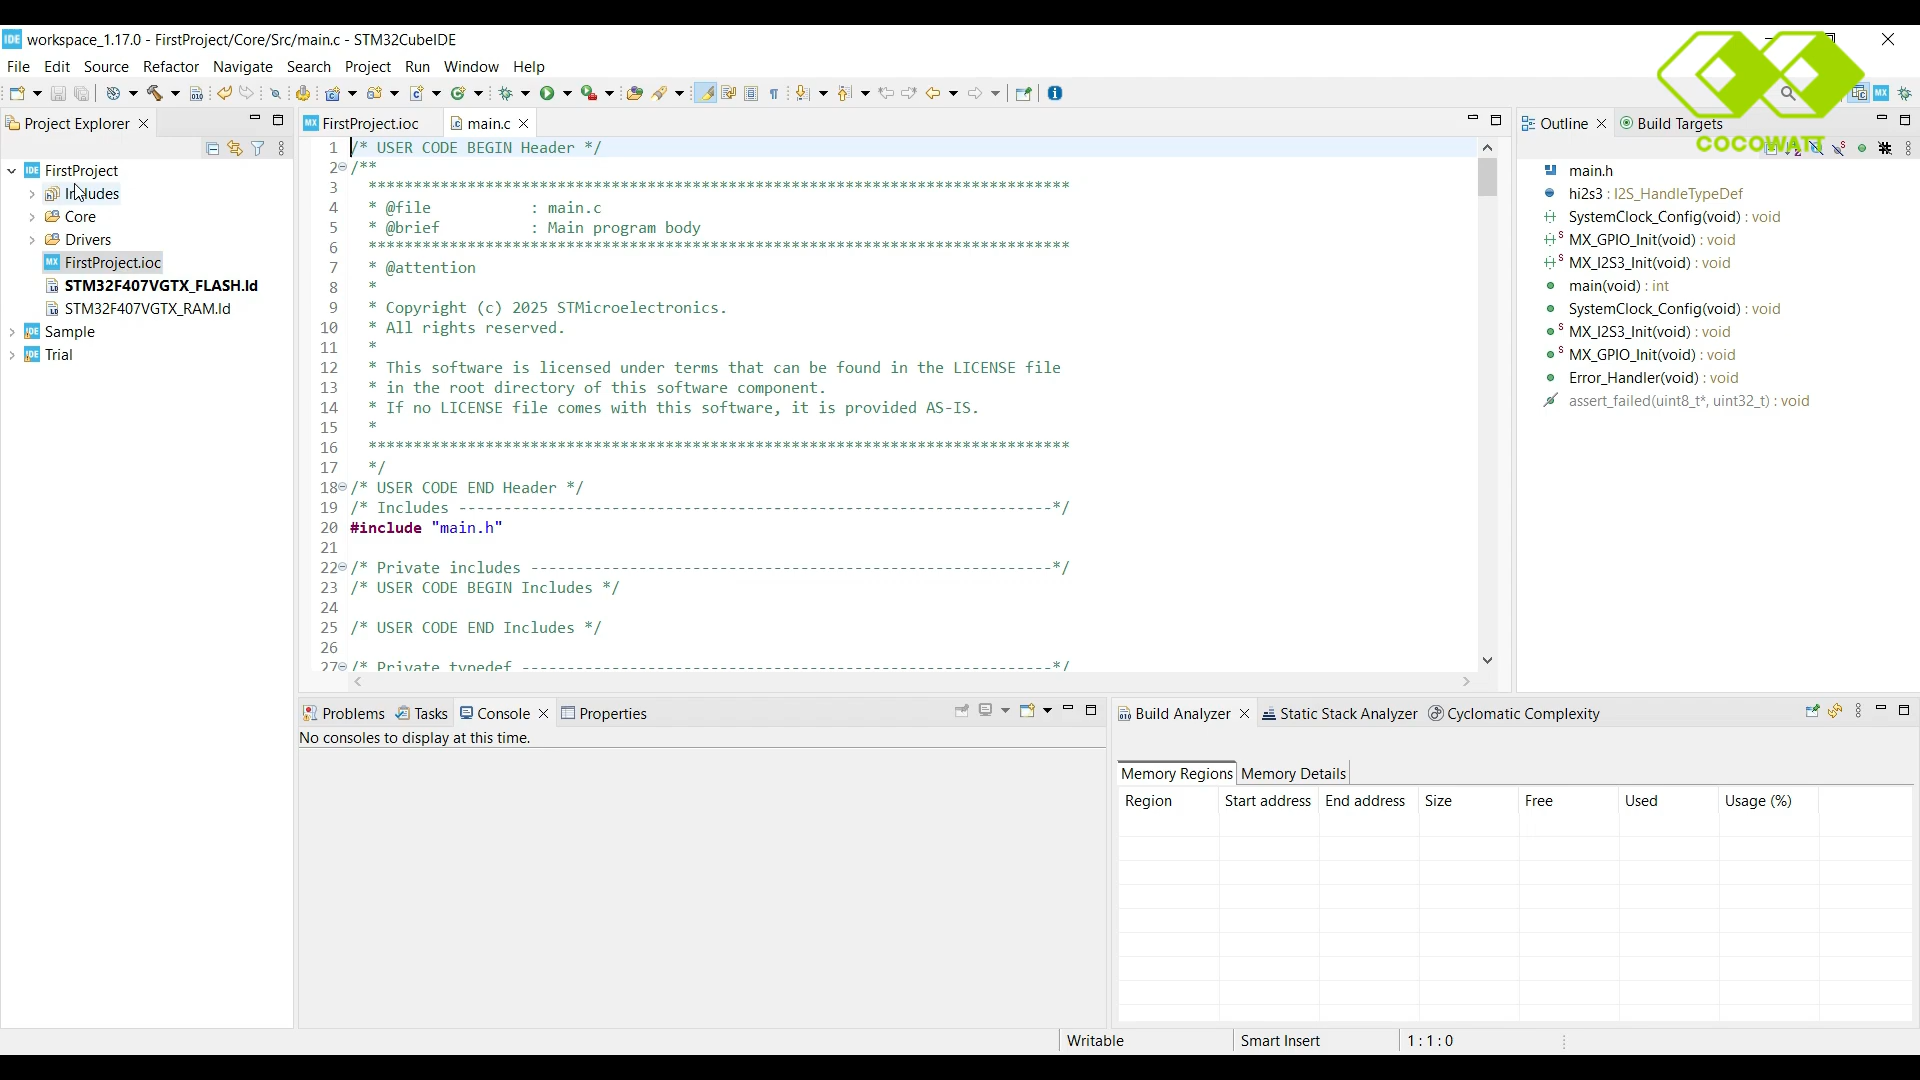 IDE workspace_1.17.0 - FirstProject/Core/Src/main.c - STM32CubeIDE
File Edit Source Refactor Navigate Search Project Run Window Help
COCOWATT
Project Explorer
FirstProject
Includes
Core
Drivers
FirstProject.ioc
STM32F407VGTX_FLASH.ld
STM32F407VGTX_RAM.ld
Sample
Trial
MX FirstProject.ioc main.c
1 /* USER CODE BEGIN Header */
2 /**
3 ******************************************************************************
4 * @file : main.c
5 * @brief : Main program body
6 ******************************************************************************
7 * @attention
8 *
9 * Copyright (c) 2025 STMicroelectronics.
10 * All rights reserved.
11 *
12 * This software is licensed under terms that can be found in the LICENSE file
13 * in the root directory of this software component.
14 * If no LICENSE file comes with this software, it is provided AS-IS.
15 *
16 ******************************************************************************
17 */
18 /* USER CODE END Header */
19 /* Includes ------------------------------------------------------------------*/
20 #include "main.h"
21
22 /* Private includes ----------------------------------------------------------*/
23 /* USER CODE BEGIN Includes */
24
25 /* USER CODE END Includes */
26
27 /* Private typedef -----------------------------------------------------------*/
Outline Build Targets
main.h
hi2s3 : I2S_HandleTypeDef
SystemClock_Config(void) : void
MX_GPIO_Init(void) : void
MX_I2S3_Init(void) : void
main(void) : int
SystemClock_Config(void) : void
MX_I2S3_Init(void) : void
MX_GPIO_Init(void) : void
Error_Handler(void) : void
assert_failed(uint8_t*, uint32_t) : void
Problems Tasks Console Properties
No consoles to display at this time.
Build Analyzer Static Stack Analyzer Cyclomatic Complexity
Memory Regions Memory Details
Region Start address End address Size Free Used Usage (%)
Writable Smart Insert 1 : 1 : 0